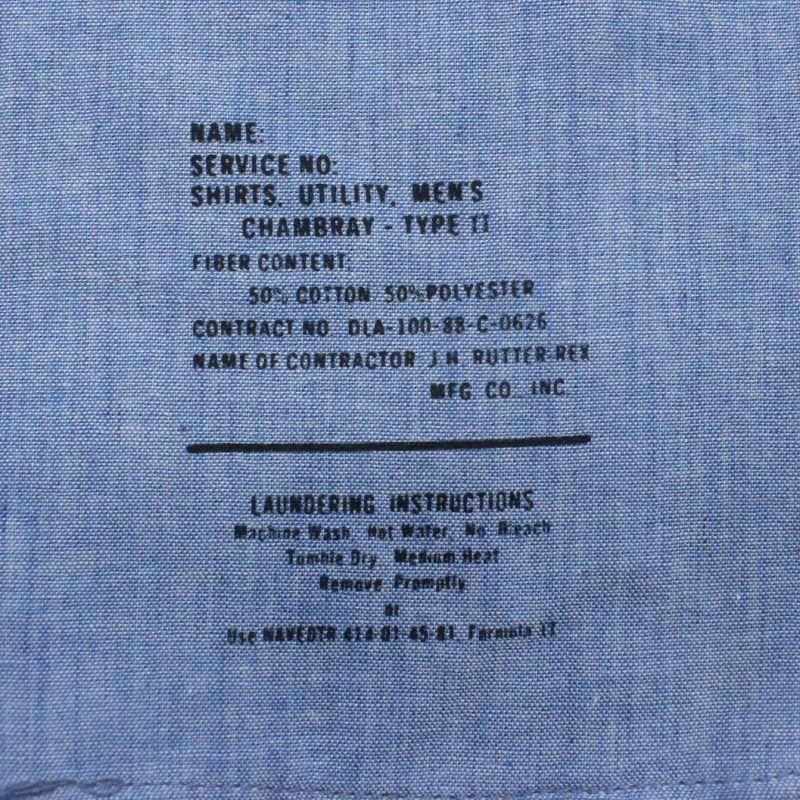 NAME:
SERVICE NO:
SHIRTS, UTILITY, MEN'S
CHAMBRAY - TYPE II
FIBER CONTENT:
50% COTTON 50% POLYESTER
CONTRACT NO. DLA-100-88-C-0626
NAME OF CONTRACTOR J.H. RUTTER-REX
MFG. CO., INC.
LAUNDERING INSTRUCTIONS
Machine Wash, Hot Water, No Bleach
Tumble Dry, Medium Heat
Remove Promptly
or
Use NAVEDTR 414-01-45-81, Formula II